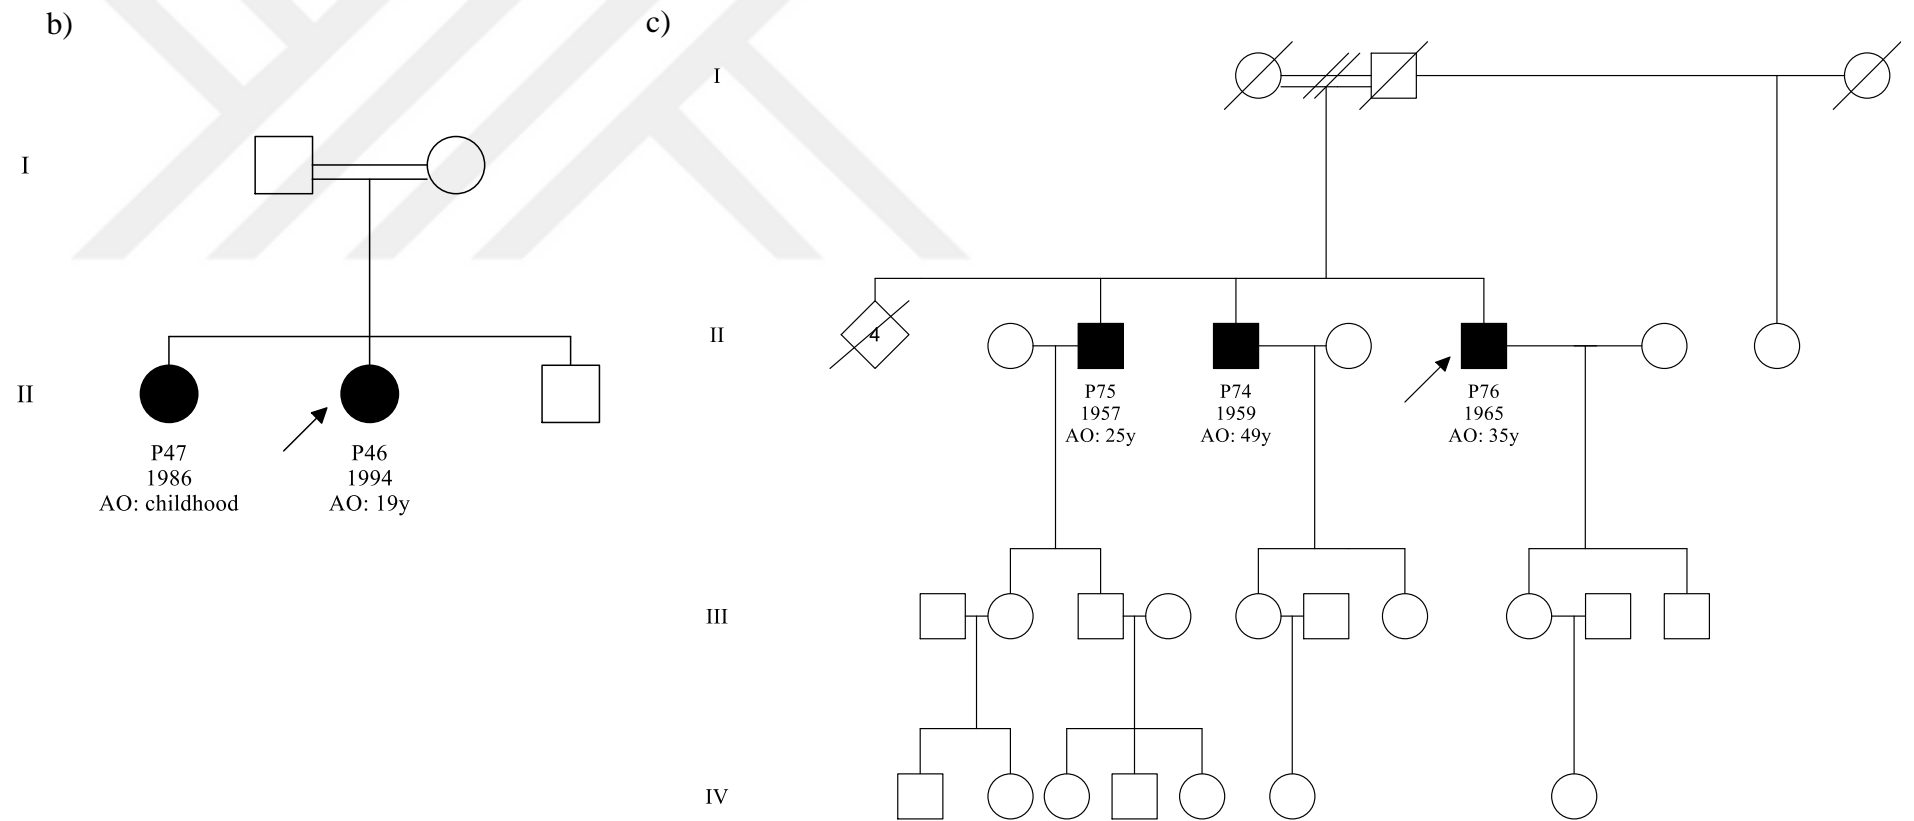 b)
I
II
P47
1986
AO: childhood
P46
1994
AO: 19y
c)
I
II
4
P75
1957
AO: 25y
P74
1959
AO: 49y
P76
1965
AO: 35y
III
IV